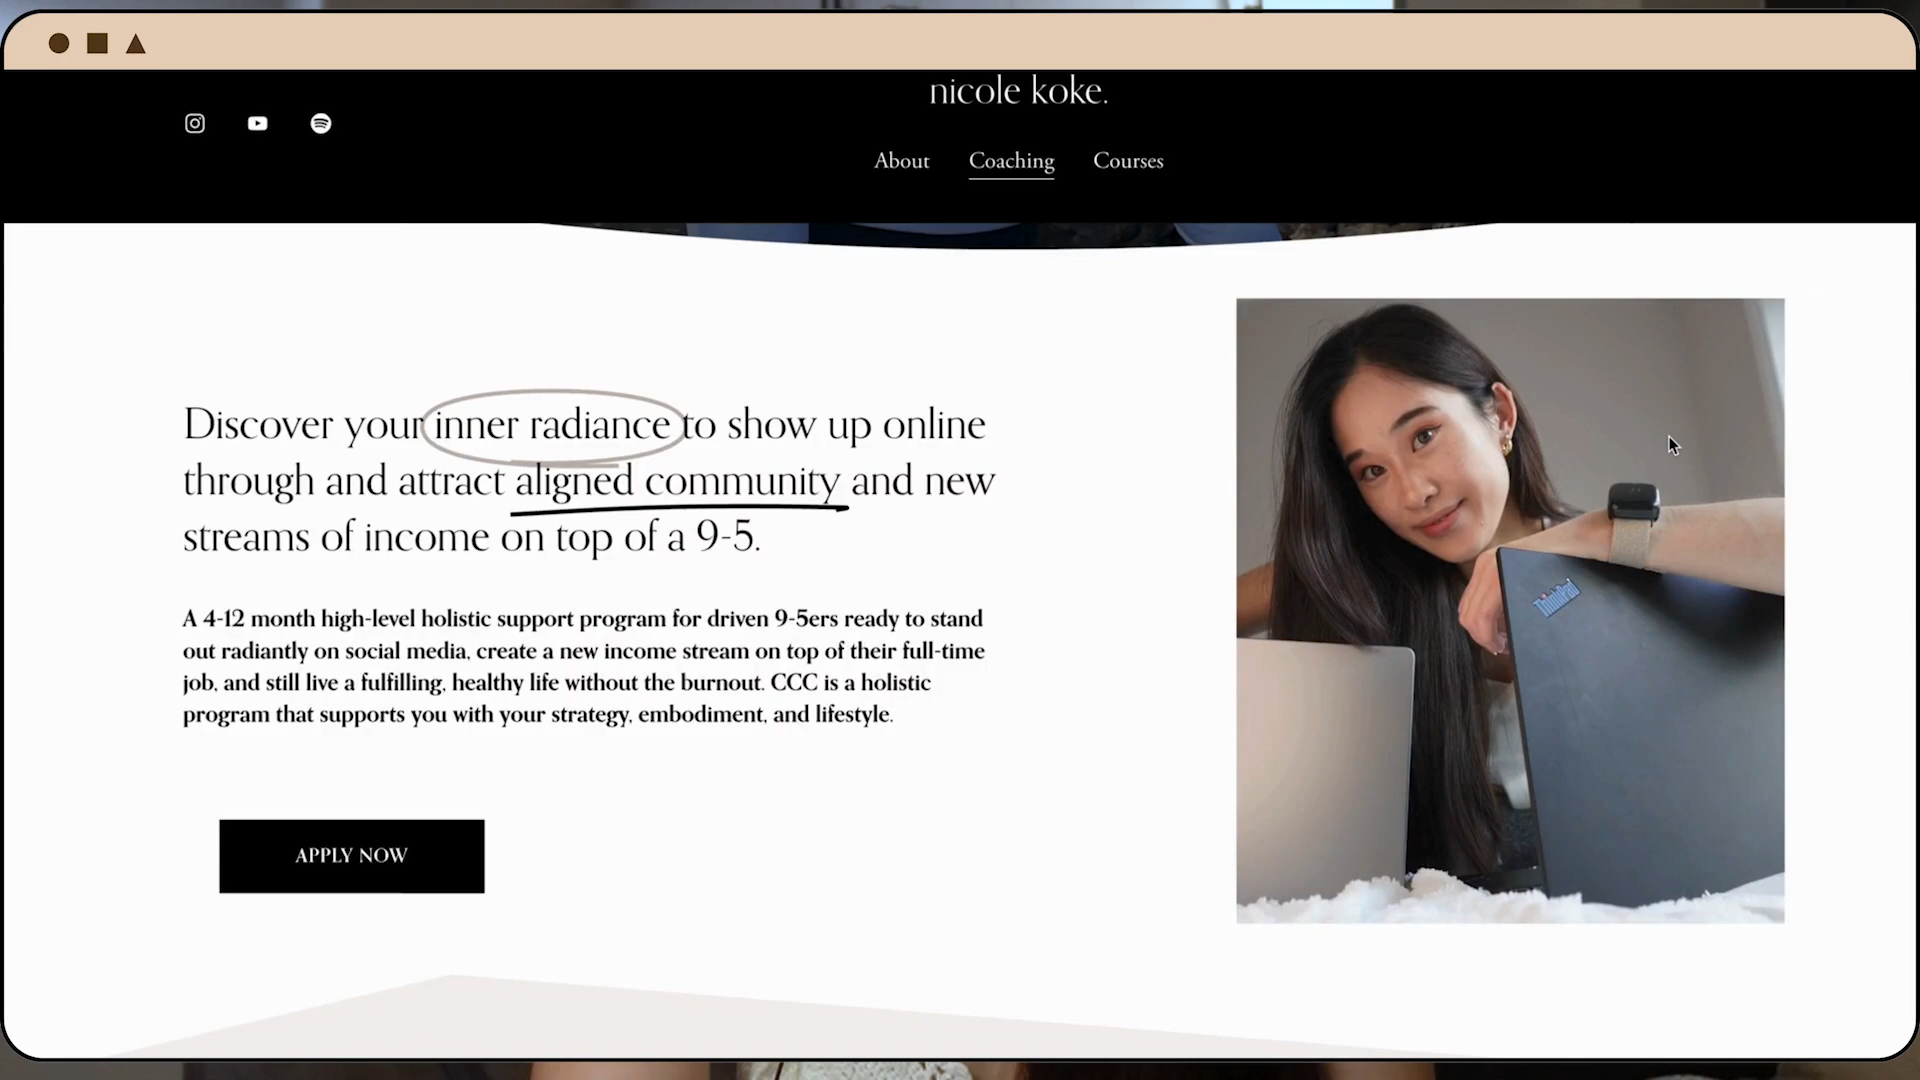 nicole koke.
About Coaching Courses
Discover your inner radiance to show up online
through and attract aligned community and new
streams of income on top of a 9-5.
A 4-12 month high-level holistic support program for driven 9-5ers ready to stand
out radiantly on social media, create a new income stream on top of their full-time
job, and still live a fulfilling, healthy life without the burnout. CCC is a holistic
program that supports you with your strategy, embodiment, and lifestyle.
APPLY NOW
ThinkPad